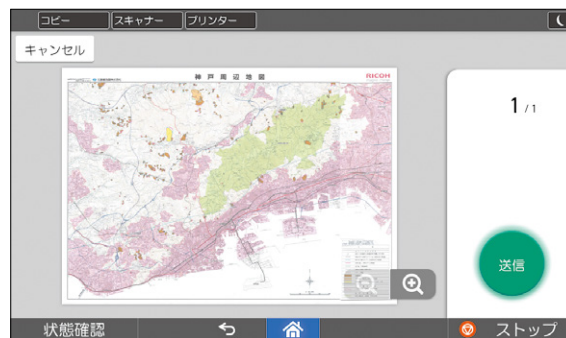 コピー
スキャナー
プリンター
キャンセル
神戸周辺地図
RICOH
1 / 1
送信
状態確認
ストップ